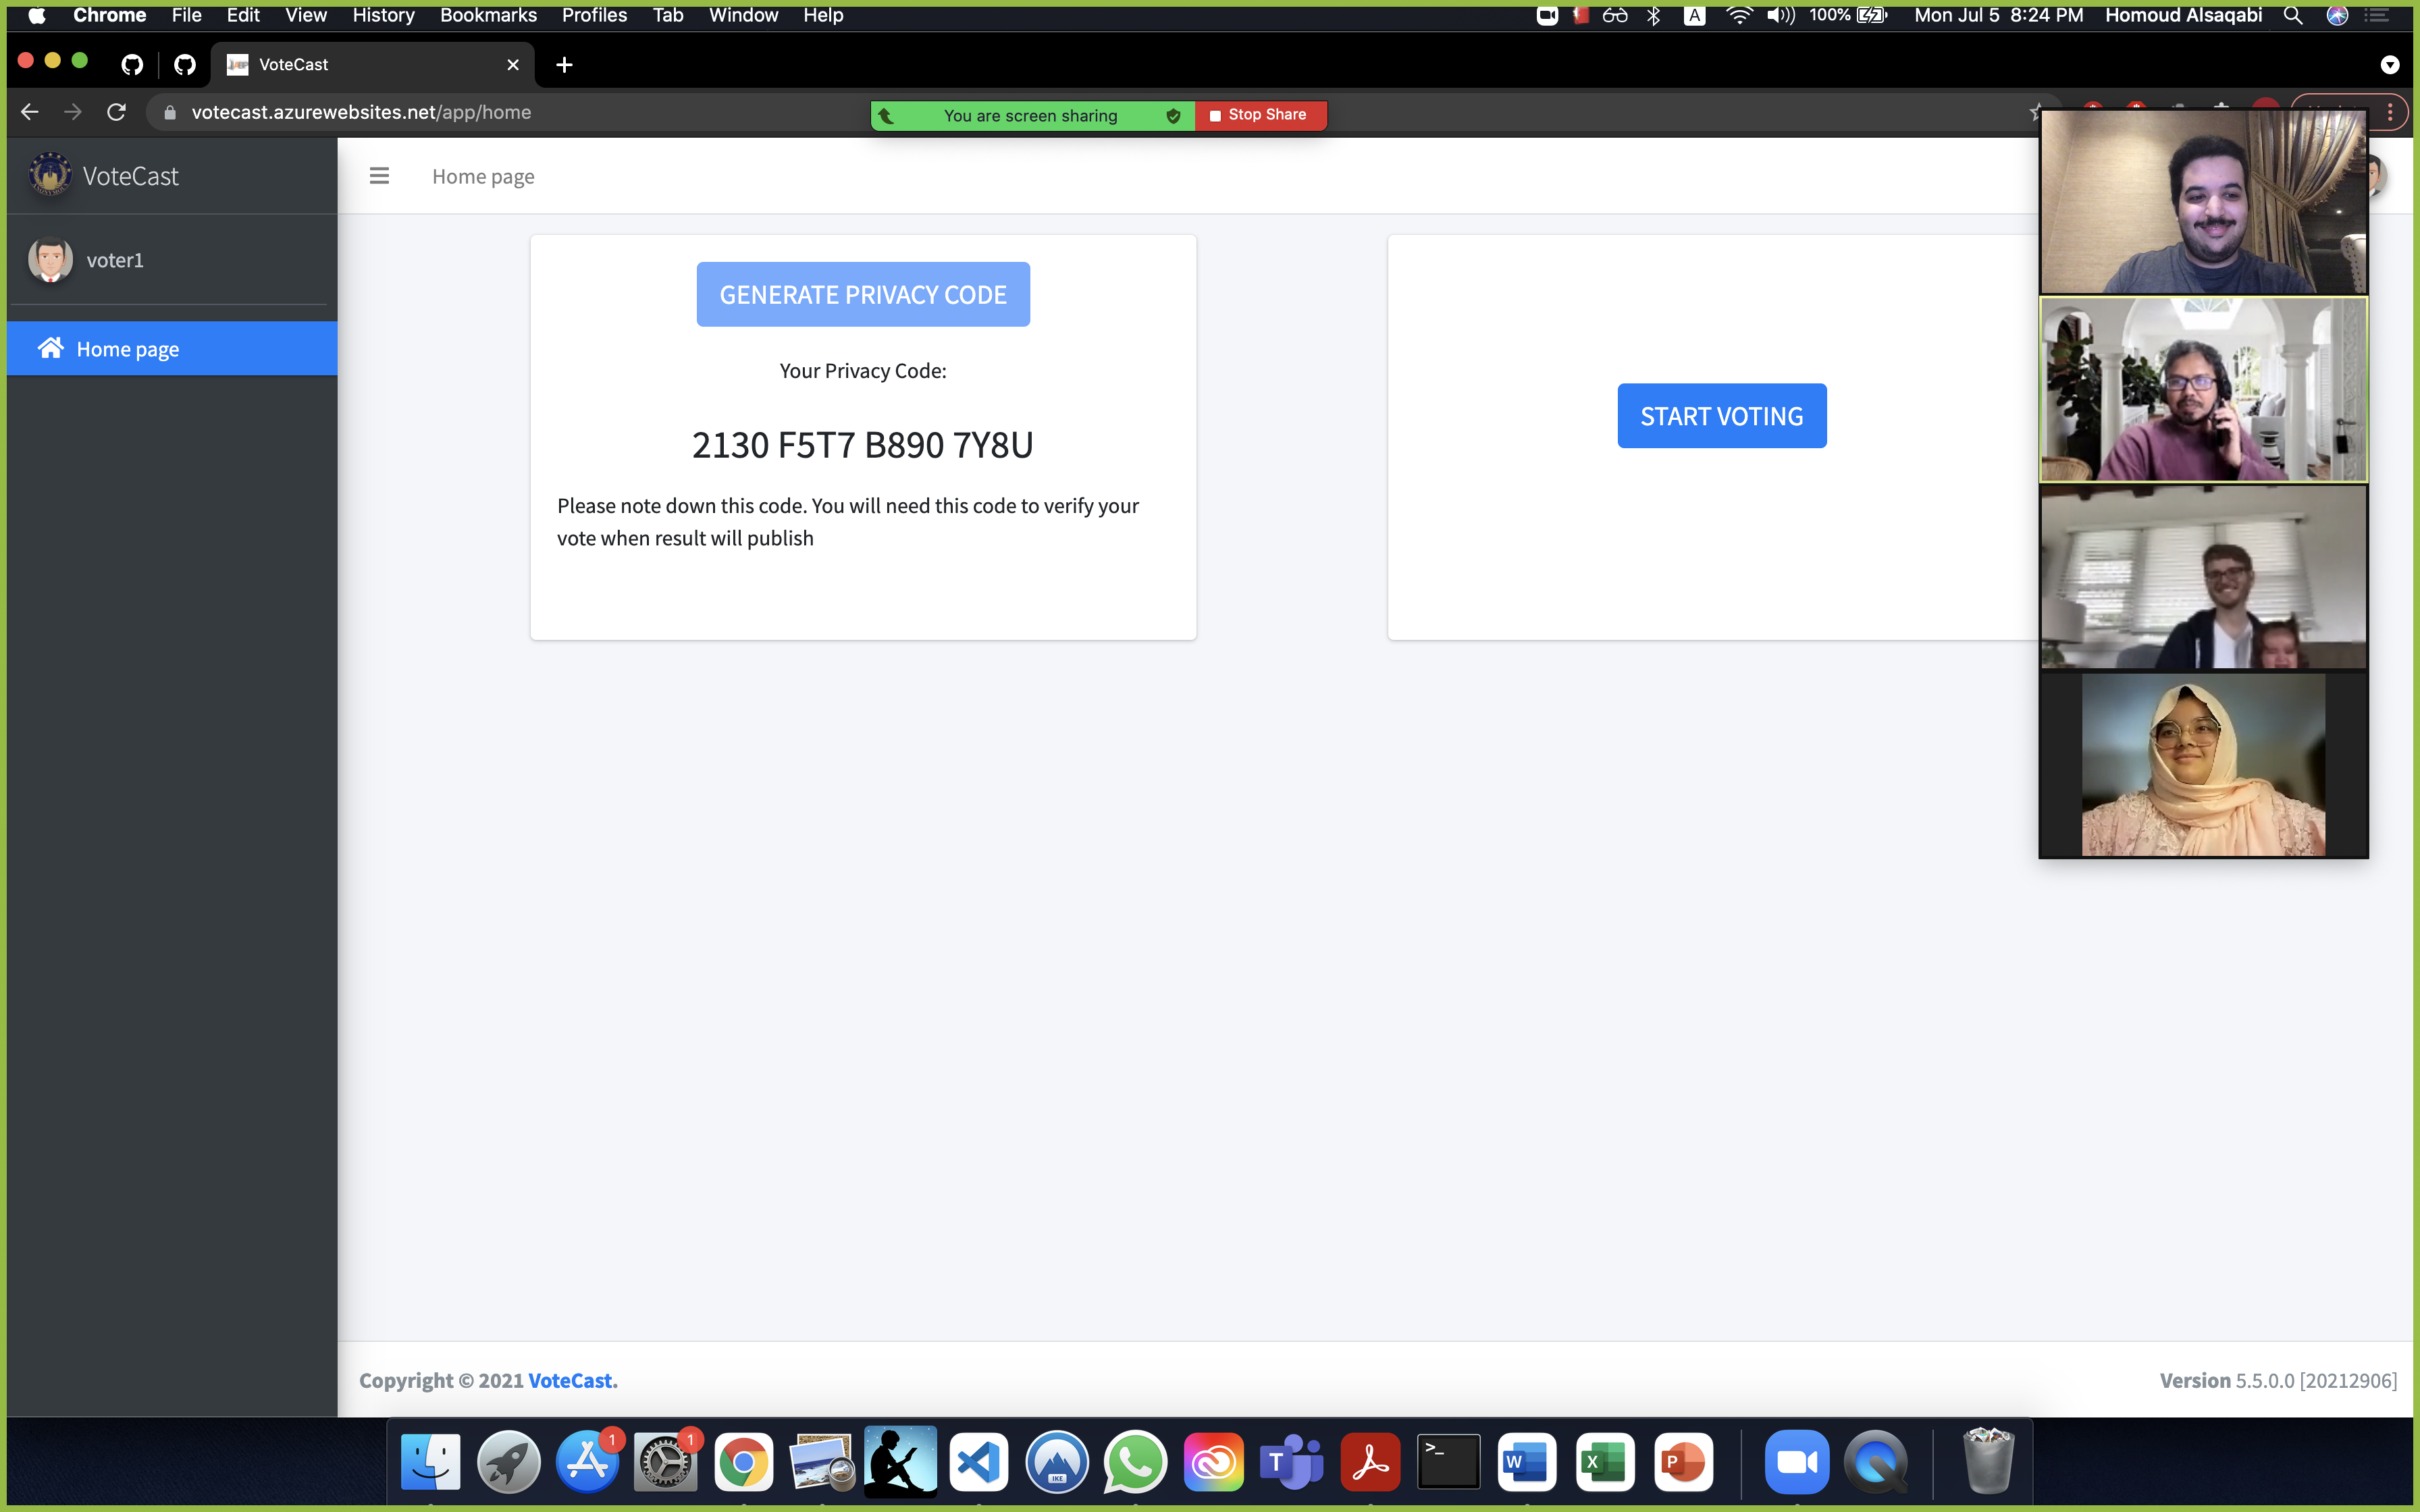 Chrome File Edit View History Bookmarks Profiles Tab Window Help
A 100% Mon Jul 5 8:24 PM Homoud Alsaqabi
VoteCast
votecast.azurewebsites.net/app/home
You are screen sharing Stop Share
VoteCast
Home page
voter1
Home page
GENERATE PRIVACY CODE
Your Privacy Code:
2130 F5T7 B890 7Y8U
Please note down this code. You will need this code to verify your
vote when result will publish
START VOTING
Copyright © 2021 VoteCast.
Version 5.5.0.0 [20212906]
1
1
IKE
T
>_
W
X
P